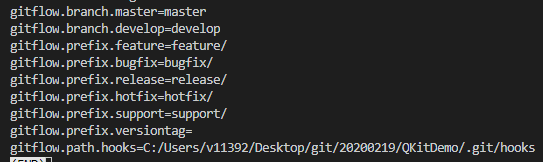 gitflow.branch.master=master
gitflow.branch.develop=develop
gitflow.prefix.feature=feature/
gitflow.prefix.bugfix=bugfix/
gitflow.prefix.release=release/
gitflow.prefix.hotfix=hotfix/
gitflow.prefix.support=support/
gitflow.prefix.versiontag=
gitflow.path.hooks=C:/Users/v11392/Desktop/git/20200219/QKitDemo/.git/hooks
(END)